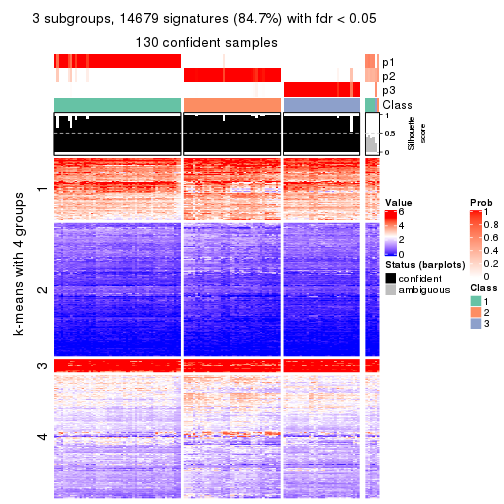 3 subgroups, 14679 signatures (84.7%) with fdr < 0.05
130 confident samples
p1
p2
p3
Class
1
0.5
0
Silhouette
score
k-means with 4 groups
1
2
3
4
Value
6
4
2
0
Status (barplots)
confident
ambiguous
Prob
1
0.8
0.6
0.4
0.2
0
Class
1
2
3